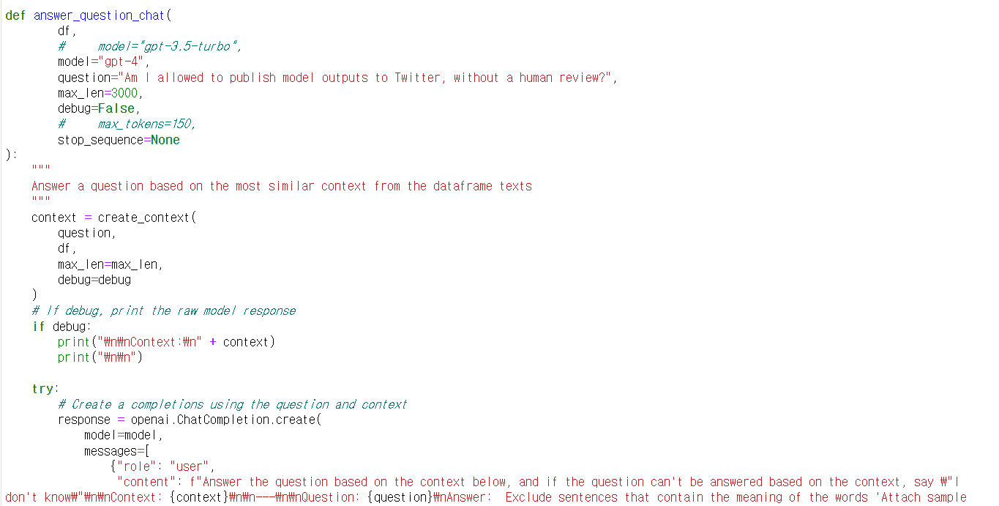 def answer_question_chat(
        df,
        #     model="gpt-3.5-turbo",
        model="gpt-4",
        question="Am I allowed to publish model outputs to Twitter, without a human review?",
        max_len=3000,
        debug=False,
        #     max_tokens=150,
        stop_sequence=None
):
    """
    Answer a question based on the most similar context from the dataframe texts
    """
    context = create_context(
        question,
        df,
        max_len=max_len,
        debug=debug
    )
    # If debug, print the raw model response
    if debug:
        print("₩n₩nContext:₩n" + context)
        print("₩n₩n")

    try:
        # Create a completions using the question and context
        response = openai.ChatCompletion.create(
            model=model,
            messages=[
                {"role": "user",
                 "content": f"Answer the question based on the context below, and if the question can't be answered based on the context, say ₩"I
don't know₩"₩n₩nContext: {context}₩n₩n---₩n₩nQuestion: {question}₩nAnswer:  Exclude sentences that contain the meaning of the words 'Attach sample